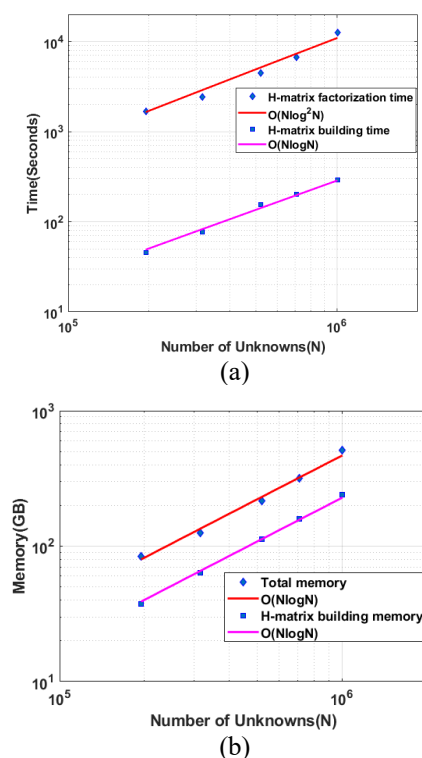 10^4
10^3
10^2
10^1
Time(Seconds)
H-matrix factorization time
O(Nlog^2N)
H-matrix building time
O(NlogN)
10^5
10^6
Number of Unknowns(N)
(a)
10^3
10^2
10^1
Memory(GB)
Total memory
O(NlogN)
H-matrix building memory
O(NlogN)
10^5
10^6
Number of Unknowns(N)
(b)